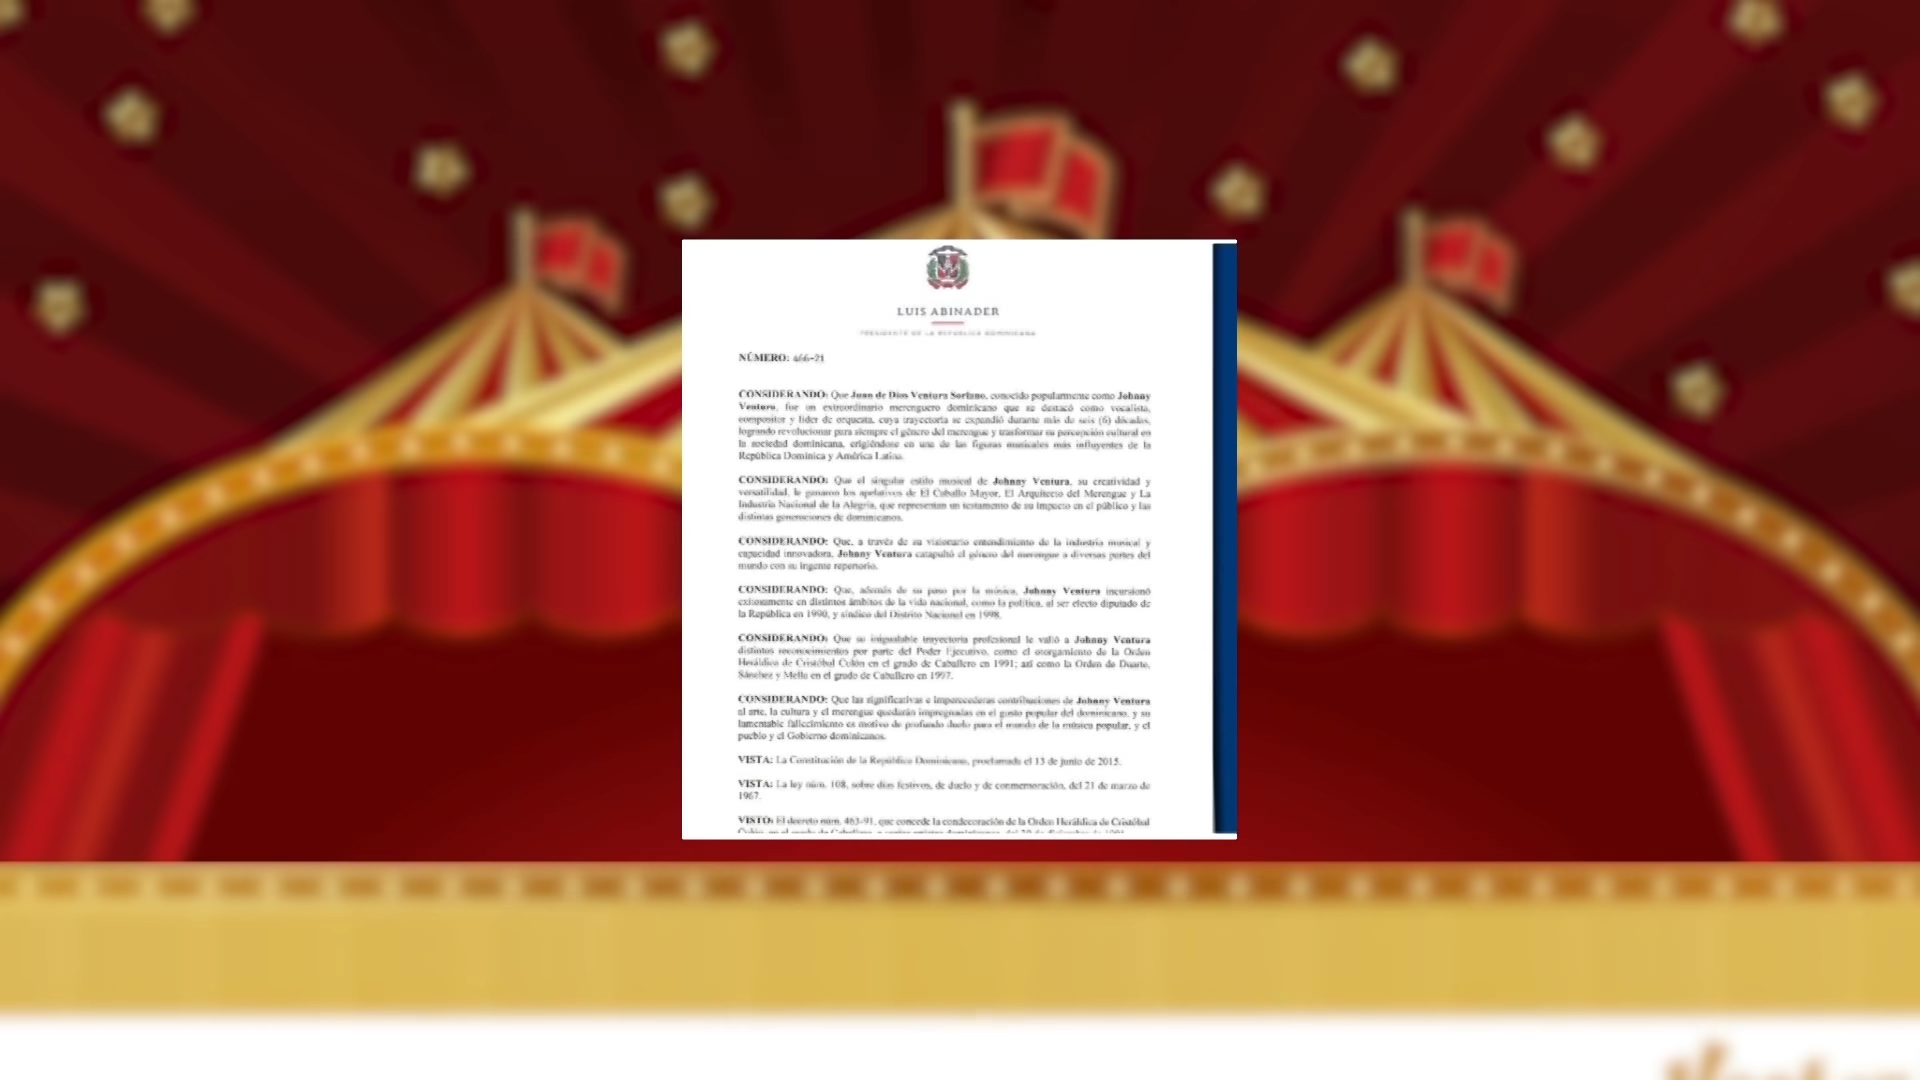 LUIS ABINADER
PRESIDENTE DE LA REPÚBLICA DOMINICANA
NÚMERO: 466-21
CONSIDERANDO: Que Juan de Dios Ventura Soriano, conocido popularmente como Johnny
Ventura, fue un extraordinario merenguero dominicano que se destacó como vocalista,
compositor y líder de orquesta, cuya trayectoria se expandió durante más de seis (6) décadas,
logrando revolucionar para siempre el género del merengue y trasformar su percepción cultural en
la sociedad dominicana, erigiéndose en una de las figuras musicales más influyentes de la
República Dominica y América Latina.
CONSIDERANDO: Que el singular estilo musical de Johnny Ventura, su creatividad y
versatilidad, le ganaron los apelativos de El Caballo Mayor, El Arquitecto del Merengue y La
Industria Nacional de la Alegría, que representan un testamento de su impacto en el público y las
distintas generaciones de dominicanos.
CONSIDERANDO: Que, a través de su visionario entendimiento de la industria musical y
capacidad innovadora, Johnny Ventura catapultó el género del merengue a diversas partes del
mundo con su ingente repertorio.
CONSIDERANDO: Que, además de su paso por la música, Johnny Ventura incursionó
exitosamente en distintos ámbitos de la vida nacional, como la política, al ser electo diputado de
la República en 1990, y síndico del Distrito Nacional en 1998.
CONSIDERANDO: Que su inigualable trayectoria profesional le valió a Johnny Ventura
distintos reconocimientos por parte del Poder Ejecutivo, como el otorgamiento de la Orden
Heráldica de Cristóbal Colón en el grado de Caballero en 1991; así como la Orden de Duarte,
Sánchez y Mella en el grado de Caballero en 1997.
CONSIDERANDO: Que las significativas e imperecederas contribuciones de Johnny Ventura
al arte, la cultura y el merengue quedarán impregnadas en el gusto popular del dominicano, y su
lamentable fallecimiento es motivo de profundo duelo para el mundo de la música popular, y el
pueblo y el Gobierno dominicanos.
VISTA: La Constitución de la República Dominicana, proclamada el 13 de junio de 2015.
VISTA: La ley núm. 108, sobre días festivos, de duelo y de conmemoración, del 21 de marzo de
1967.
VISTO: El decreto núm. 463-91, que concede la condecoración de la Orden Heráldica de Cristóbal
Colón, en el grado de Caballero, a varios artistas dominicanos, del